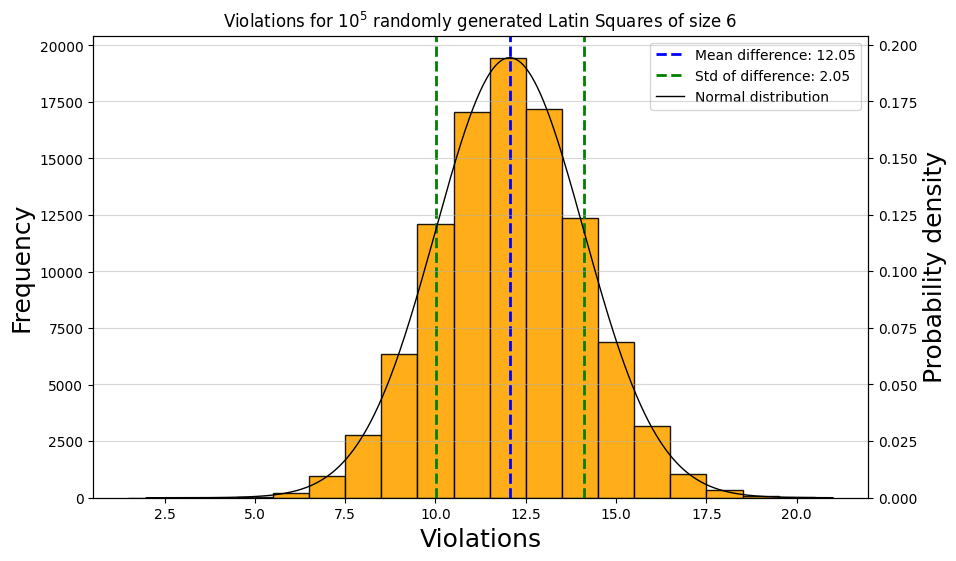 Violations for 10^5 randomly generated Latin Squares of size 6
Mean difference: 12.05
Std of difference: 2.05
Normal distribution
Frequency
20000
17500
15000
12500
10000
7500
5000
2500
0
0.200
0.175
0.150
0.125
0.100
0.075
0.050
0.025
0.000
Probability density
2.5 5.0 7.5 10.0 12.5 15.0 17.5 20.0
Violations